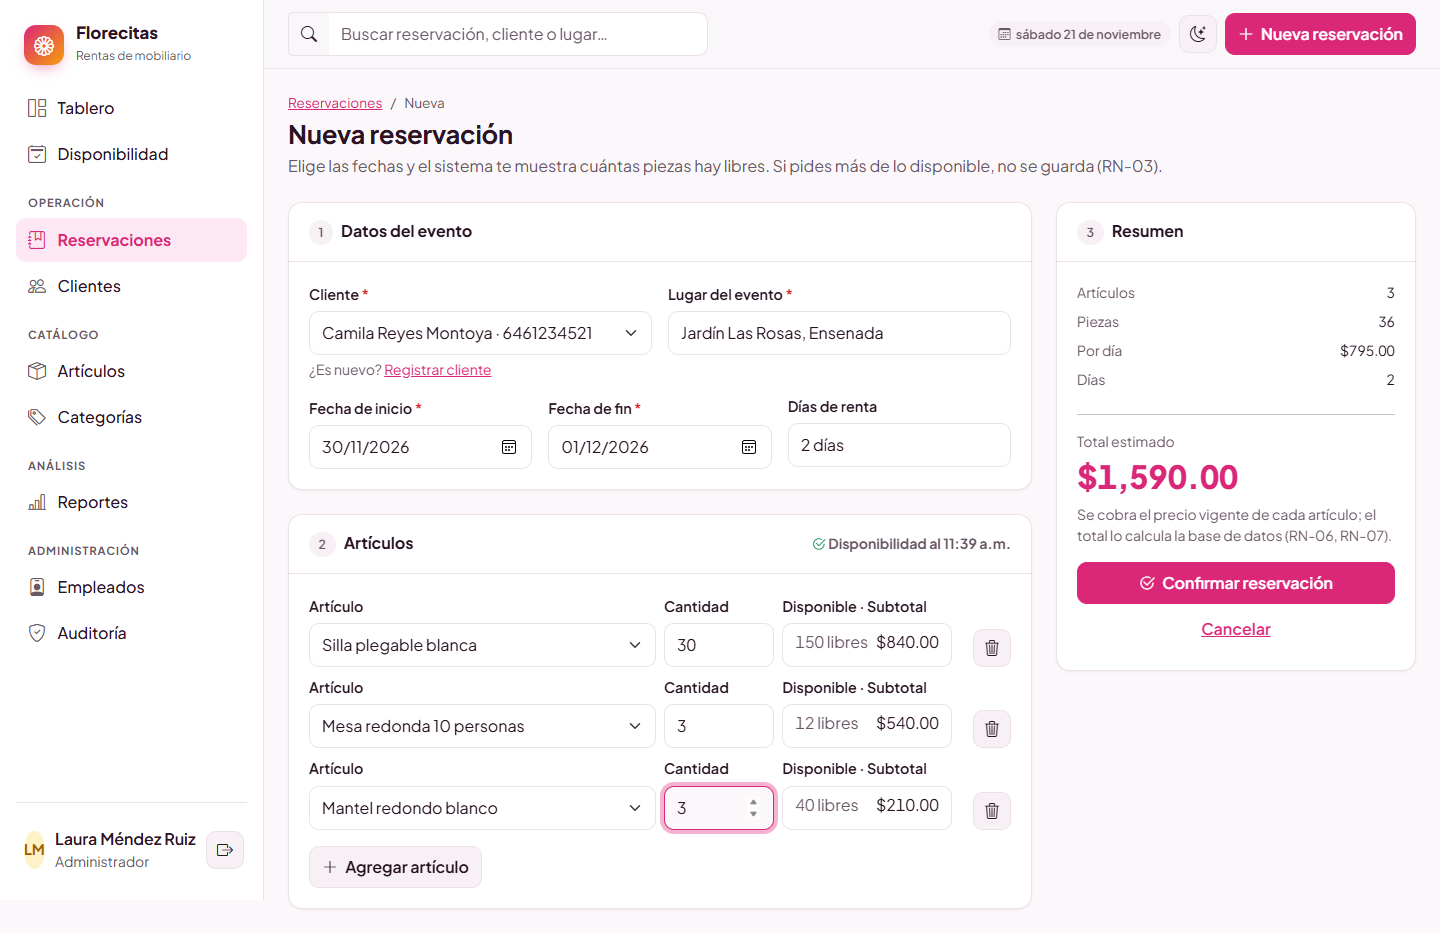 Florecitas
Rentas de mobiliario
Tablero
Disponibilidad
OPERACIÓN
Reservaciones
Clientes
CATÁLOGO
Artículos
Categorías
ANÁLISIS
Reportes
ADMINISTRACIÓN
Empleados
Auditoría
LM
Laura Méndez Ruiz
Administrador
Buscar reservación, cliente o lugar...
sábado 21 de noviembre
+ Nueva reservación
Reservaciones / Nueva
Nueva reservación
Elige las fechas y el sistema te muestra cuántas piezas hay libres. Si pides más de lo disponible, no se guarda (RN-03).
1 Datos del evento
Cliente * Lugar del evento *
Camila Reyes Montoya · 6461234521 Jardín Las Rosas, Ensenada
¿Es nuevo? Registrar cliente
Fecha de inicio * Fecha de fin * Días de renta
30/11/2026 01/12/2026 2 días
2 Artículos Disponibilidad al 11:39 a.m.
Artículo Cantidad Disponible · Subtotal
Silla plegable blanca 30 150 libres $840.00
Artículo Cantidad Disponible · Subtotal
Mesa redonda 10 personas 3 12 libres $540.00
Artículo Cantidad Disponible · Subtotal
Mantel redondo blanco 3 40 libres $210.00
+ Agregar artículo
3 Resumen
Artículos 3
Piezas 36
Por día $795.00
Días 2
Total estimado
$1,590.00
Se cobra el precio vigente de cada artículo; el
total lo calcula la base de datos (RN-06, RN-07).
Confirmar reservación
Cancelar